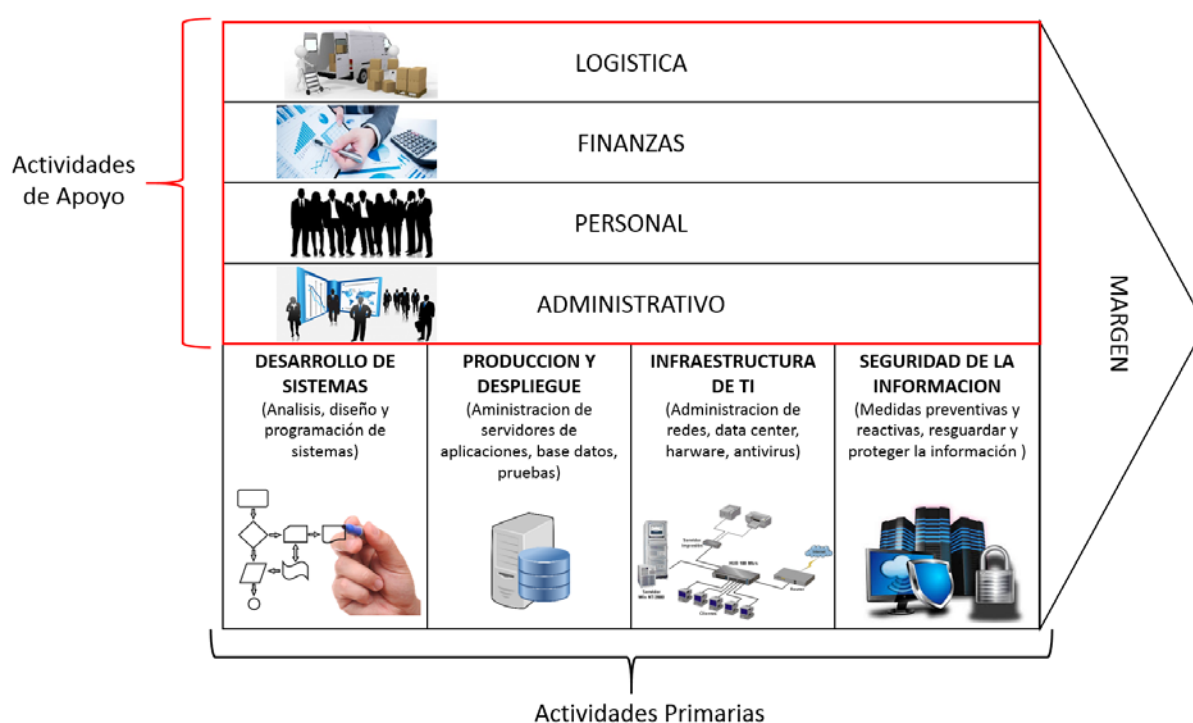 LOGISTICA
FINANZAS
Actividades
de Apoyo
PERSONAL
ADMINISTRATIVO
MARGEN
DESARROLLO DE
SISTEMAS
(Analisis, diseño y
programación de
sistemas)
PRODUCCION Y
DESPLIEGUE
(Aministracion de
servidores de
aplicaciones, base datos,
pruebas)
INFRAESTRUCTURA
DE TI
(Administracion de
redes, data center,
harware, antivirus)
SEGURIDAD DE LA
INFORMACION
(Medidas preventivas y
reactivas, resguardar y
proteger la información )
Actividades Primarias